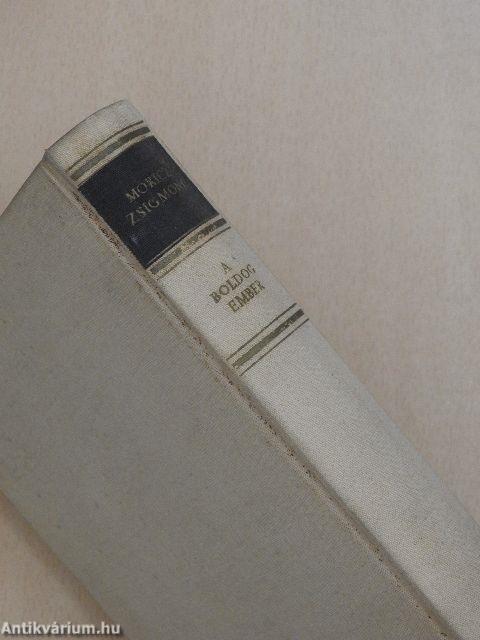 MÓRICZ
ZSIGMOND
A
BOLDOG
EMBER
Antikvárium.hu